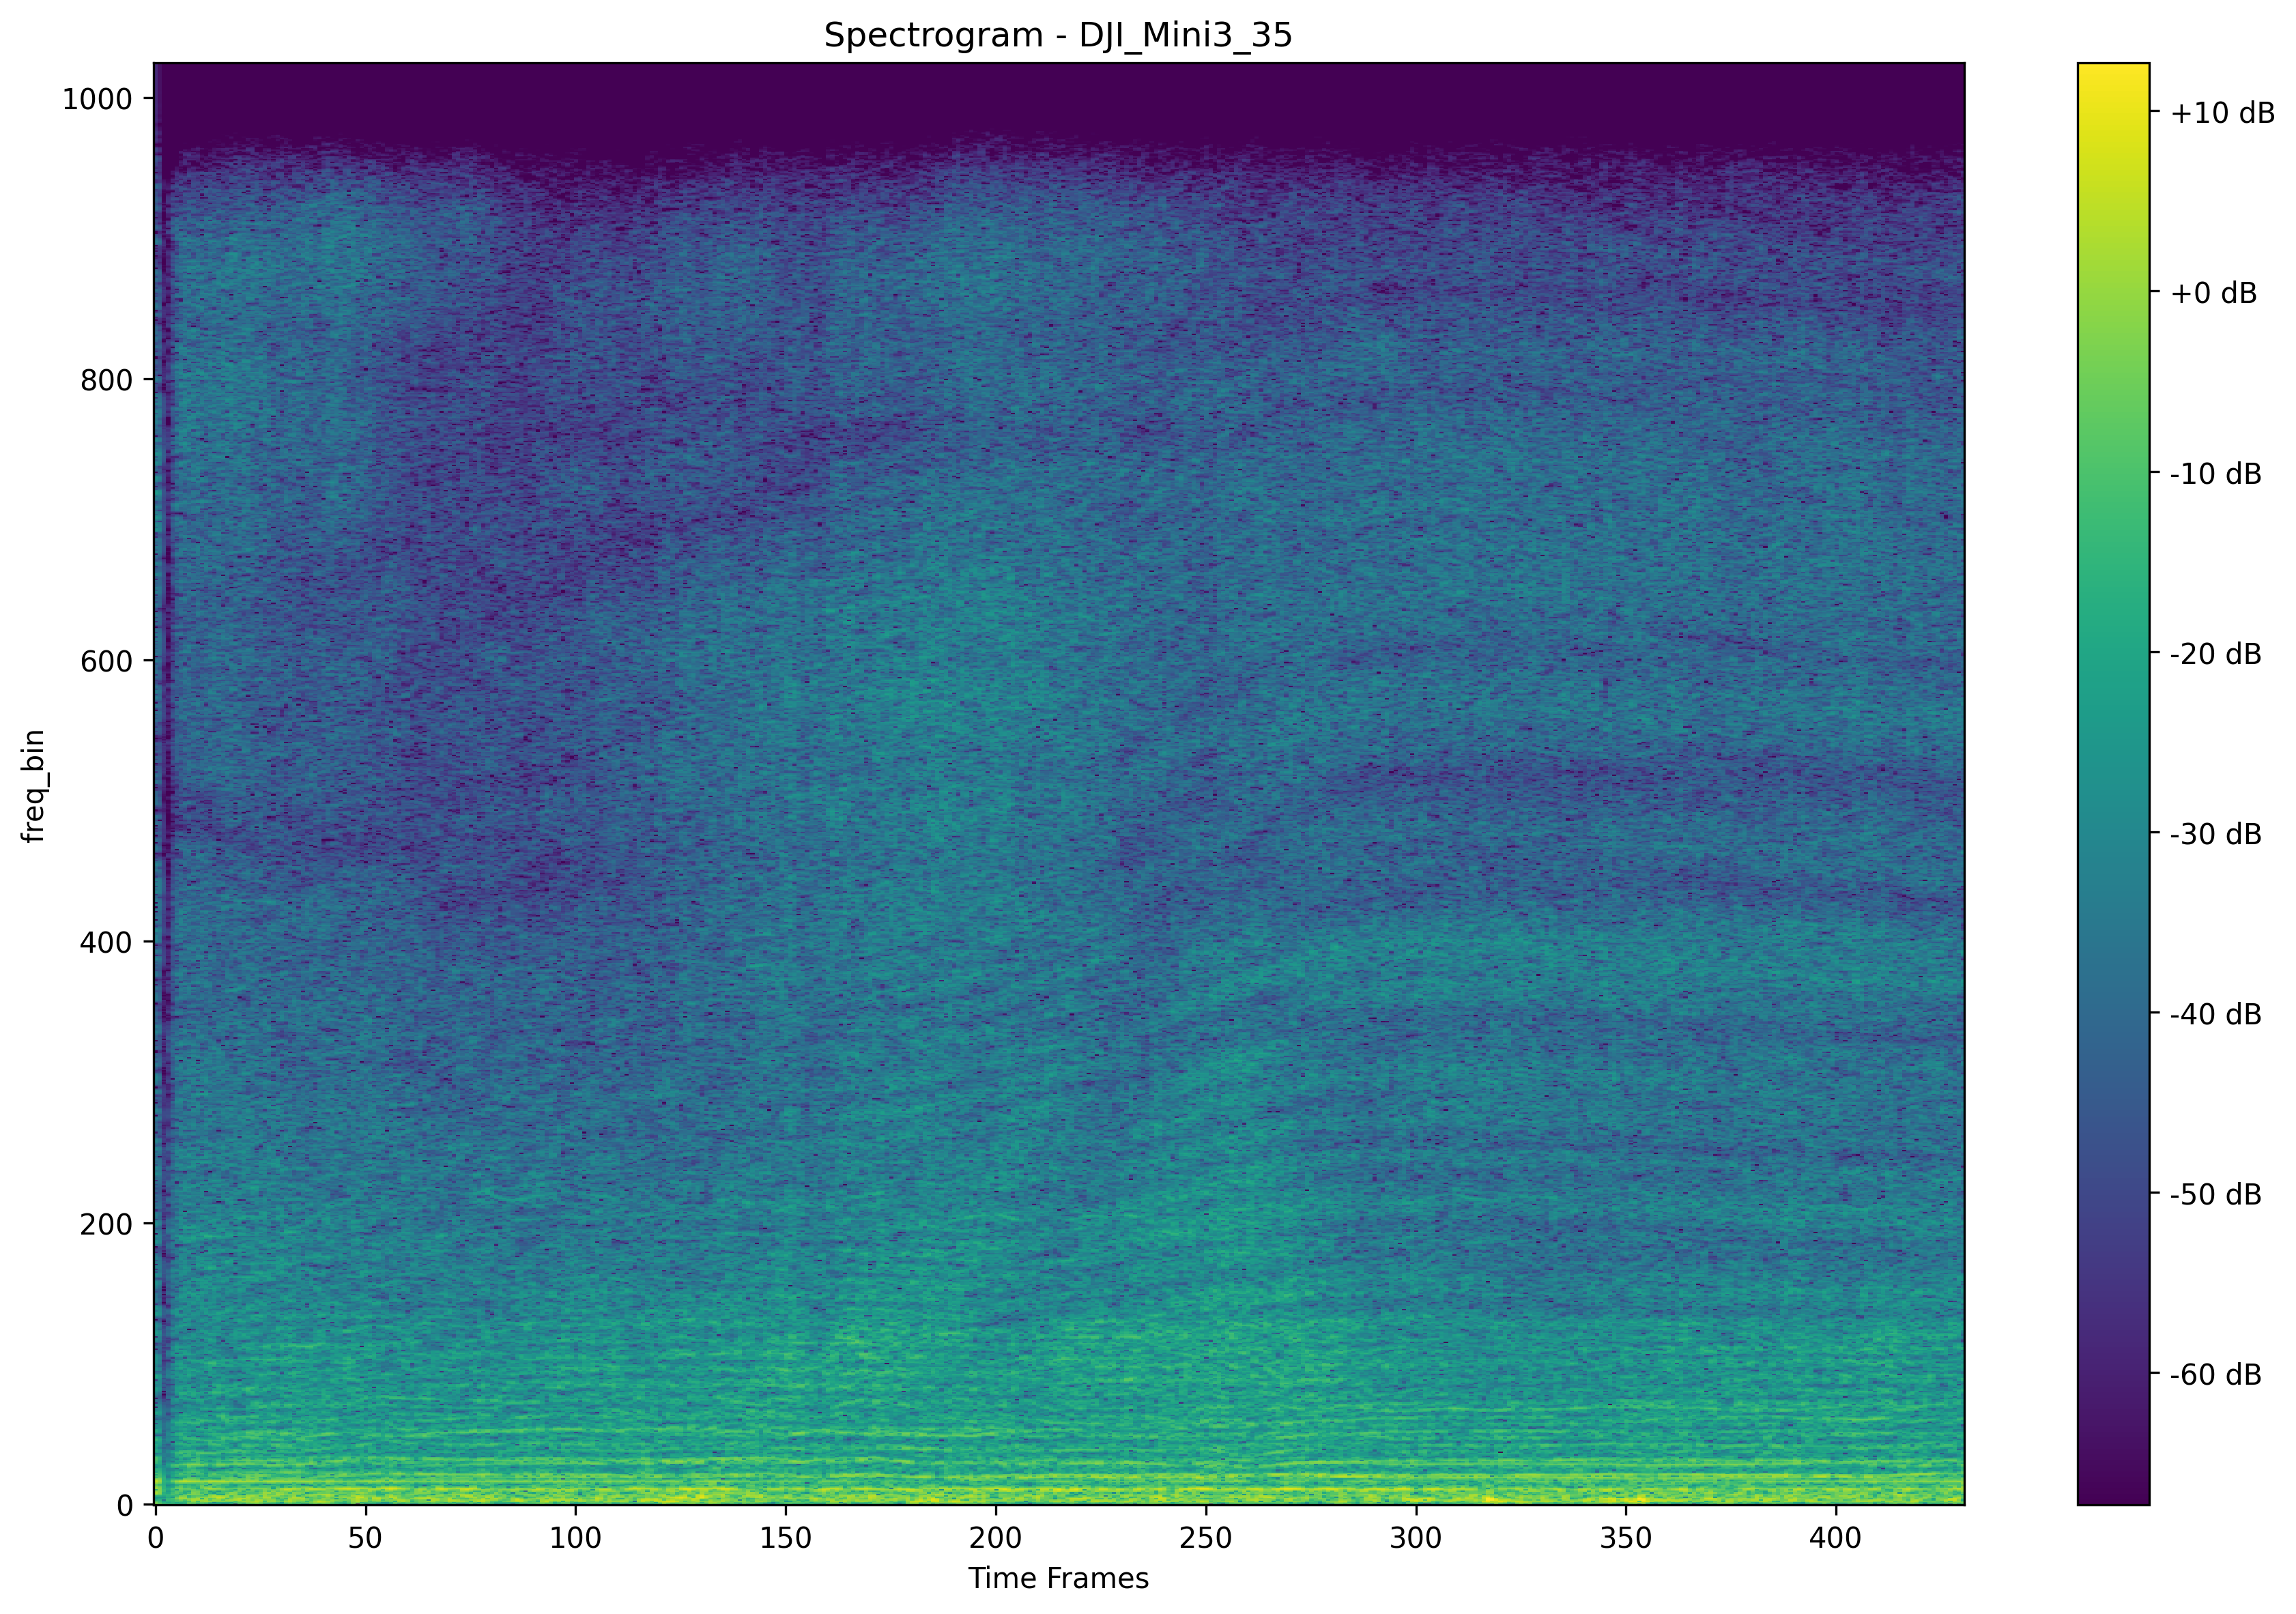 Spectrogram - DJI_Mini3_35
1000
800
600
400
200
0
freq_bin
0 50 100 150 200 250 300 350 400
Time Frames
+10 dB
+0 dB
-10 dB
-20 dB
-30 dB
-40 dB
-50 dB
-60 dB